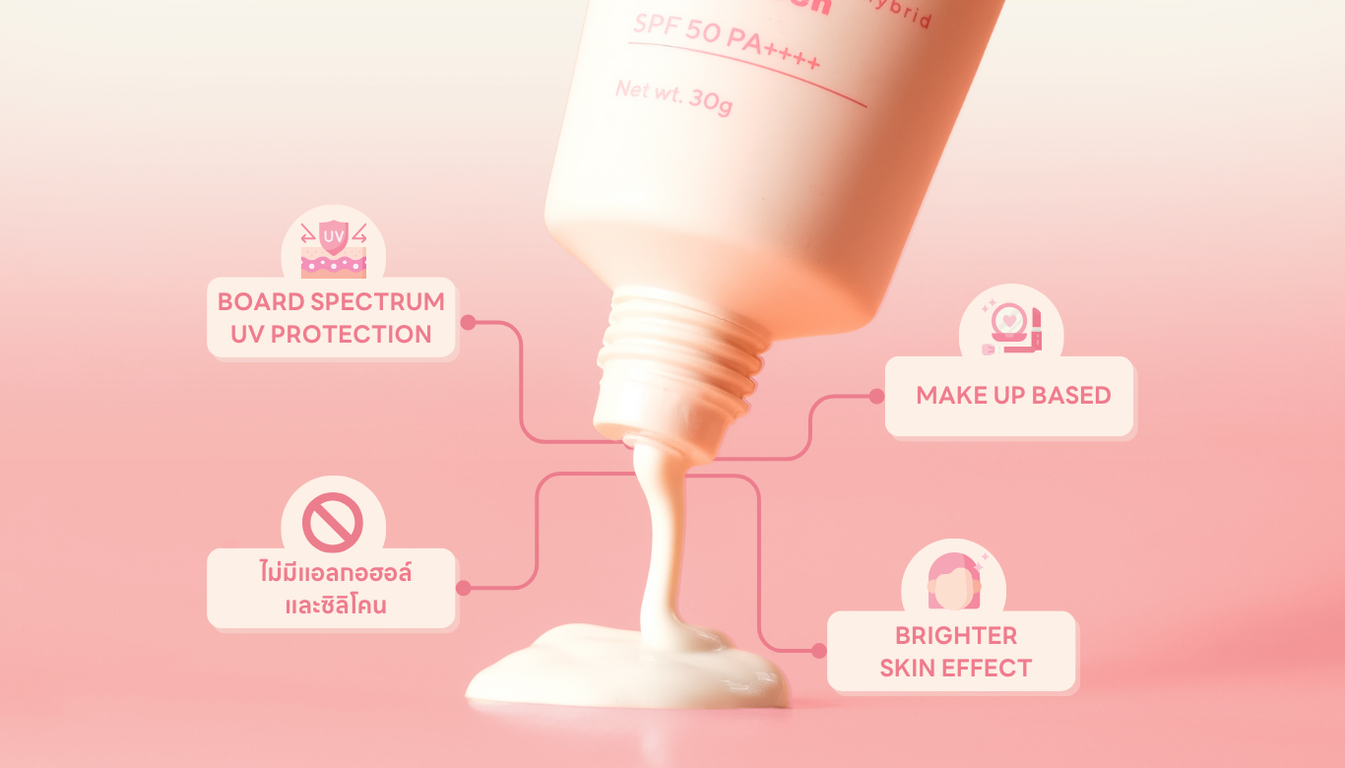 Hybrid
SPF 50 PA++++
Net wt. 30g
UV
BOARD SPECTRUM
UV PROTECTION
MAKE UP BASED
ไม่มีแอลกอฮอล์
และซิลิโคน
BRIGHTER
SKIN EFFECT